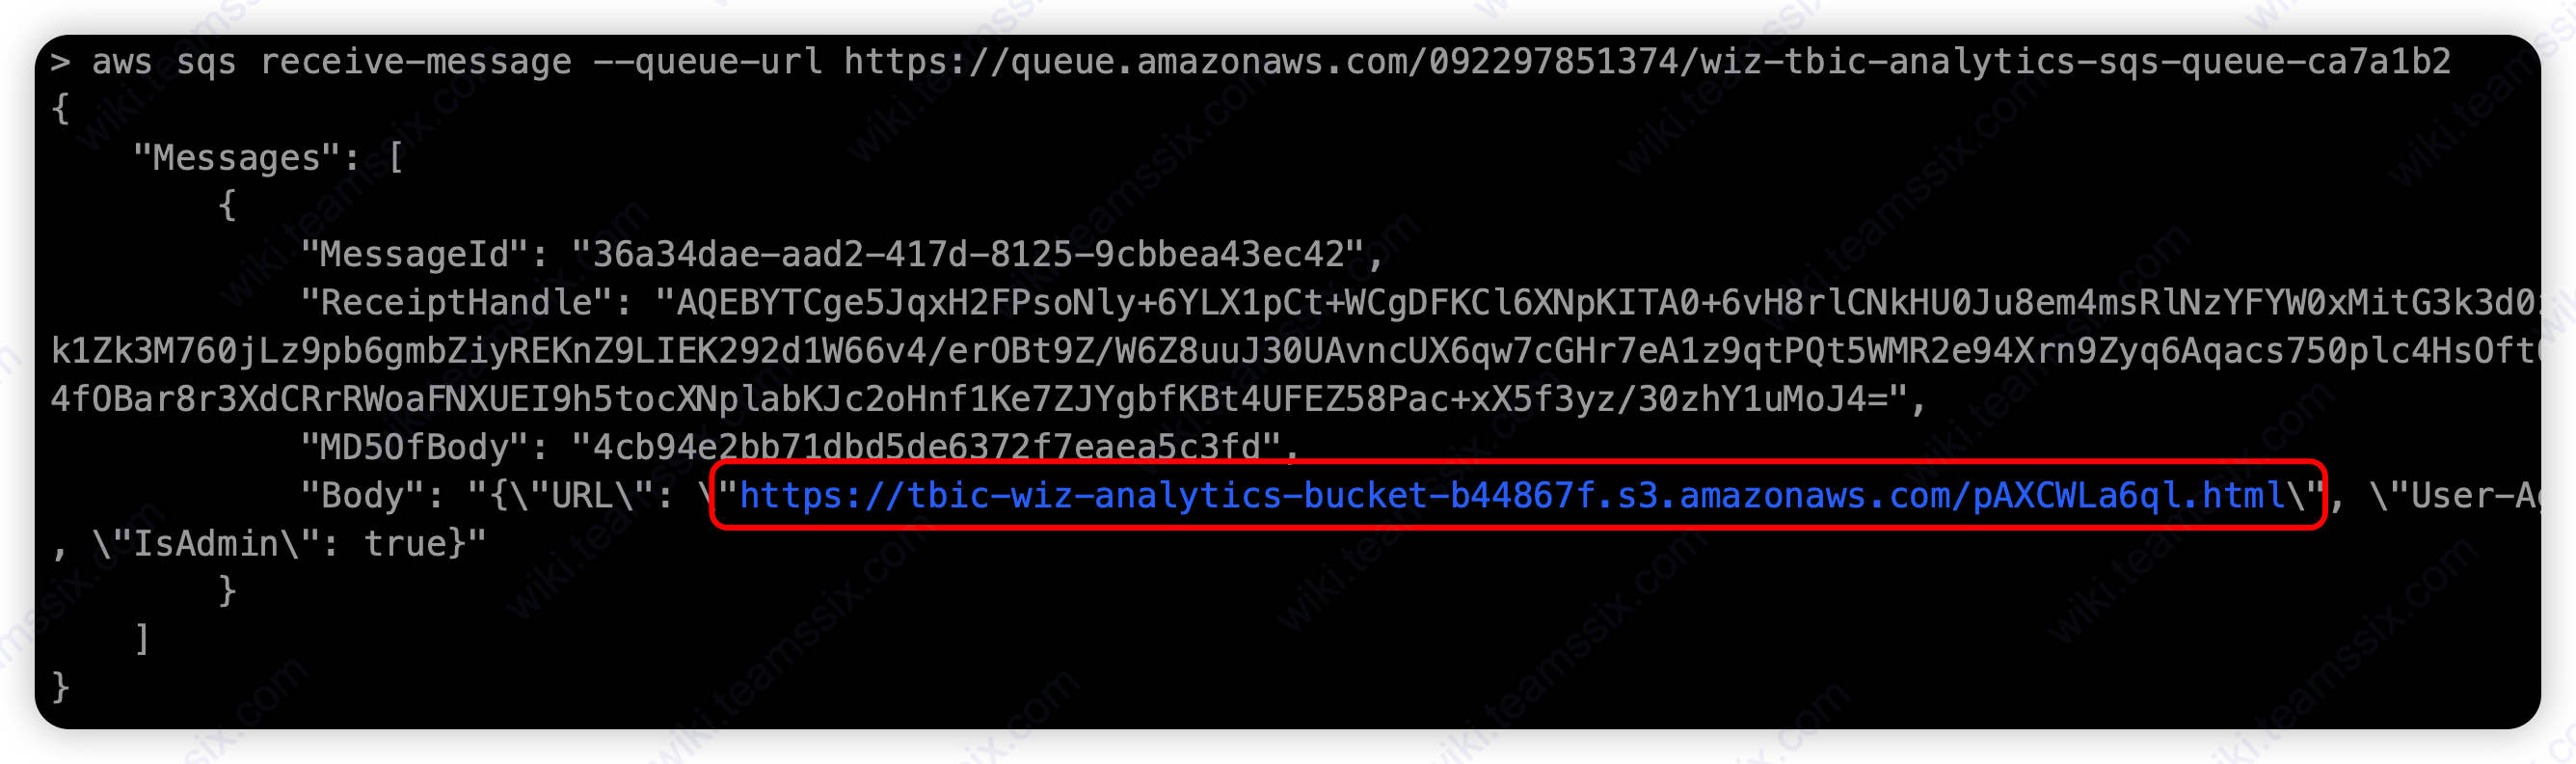 > aws sqs receive-message --queue-url https://queue.amazonaws.com/092297851374/wiz-tbic-analytics-sqs-queue-ca7a1b2
{
    "Messages": [
        {
            "MessageId": "36a34dae-aad2-417d-8125-9cbbea43ec42",
            "ReceiptHandle": "AQEBYTCge5JqxH2FPsoNly+6YLX1pCt+WCgDFKCl6XNpKITA0+6vH8rlCNkHU0Ju8em4msRlNzYFYW0xMitG3k3d0
k1Zk3M760jLz9pb6gmbZiyREKnZ9LIEK292d1W66v4/erOBt9Z/W6Z8uuJ30UAvncUX6qw7cGHr7eA1z9qtPQt5WMR2e94Xrn9Zyq6Aqacs750plc4HsOft
4fOBar8r3XdCRrRWoaFNXUEI9h5tocXNplabKJc2oHnf1Ke7ZJYgbfKBt4UFEZ58Pac+xX5f3yz/30zhY1uMoJ4=",
            "MD5OfBody": "4cb94e2bb71dbd5de6372f7eaea5c3fd",
            "Body": "{\"URL\": \"https://tbic-wiz-analytics-bucket-b44867f.s3.amazonaws.com/pAXCWLa6ql.html\", \"User-A
, \"IsAdmin\": true}"
        }
    ]
}
wiki.teamssix.com